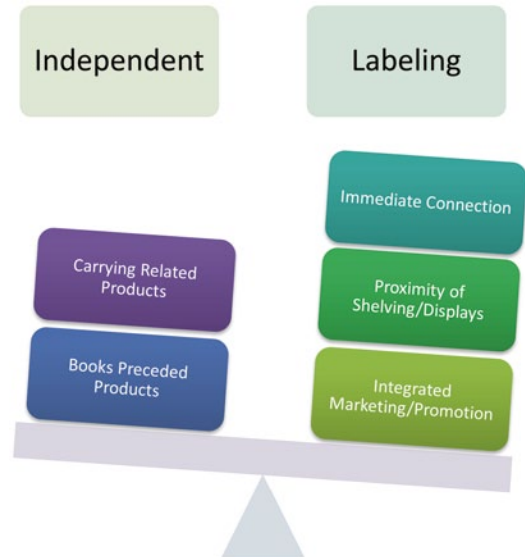 Independent
Labeling
Immediate Connection
Carrying Related
Products
Proximity of
Shelving/Displays
Books Preceded
Products
Integrated
Marketing/Promotion